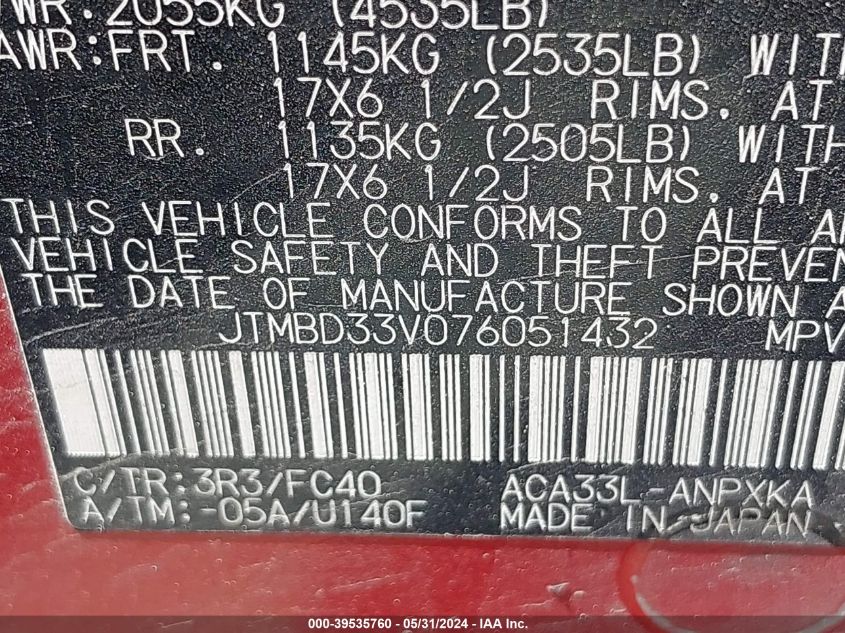 WR: 2055KG (4535LB)
AWR: FRT. 1145KG (2535LB) WITH
17X6 1/2J RIMS. AT
RR. 1135KG (2505LB) WITH
17X6 1/2J RIMS. AT
THIS VEHICLE CONFORMS TO ALL
VEHICLE SAFETY AND THEFT PREVEN
THE DATE OF MANUFACTURE SHOWN A
JTMBD33V076051432 MPV
C/TR: 3R3/FC40 ACA33L-ANPXKA
A/TM: -05A/U140F MADE IN JAPAN
000-39535760 - 05/31/2024 - IAA Inc.